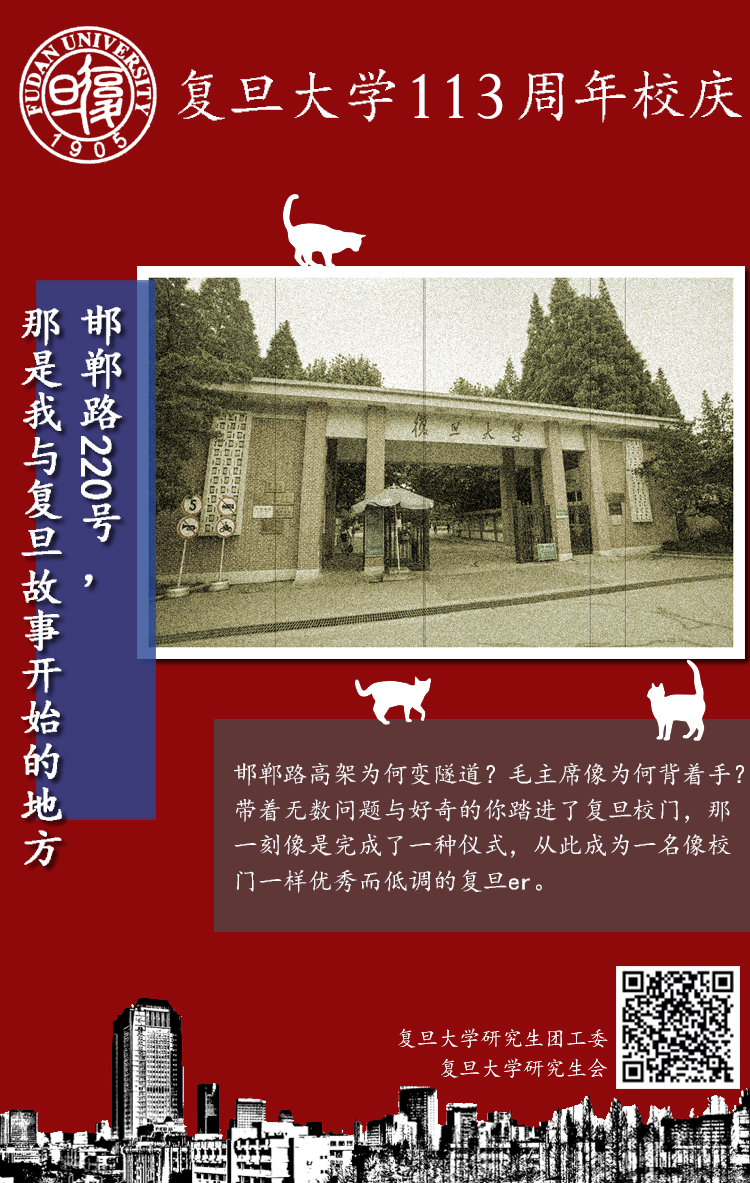 FUDAN UNIVERSITY
復旦
1905
复旦大学113周年校庆
邯郸路220号，
那是我与复旦故事开始的地方
復旦大学
5
邯郸路高架为何变隧道？毛主席像为何背着手？
带着无数问题与好奇的你踏进了复旦校门，那
一刻像是完成了一种仪式，从此成为一名像校
门一样优秀而低调的复旦er。
复旦大学研究生团工委
复旦大学研究生会